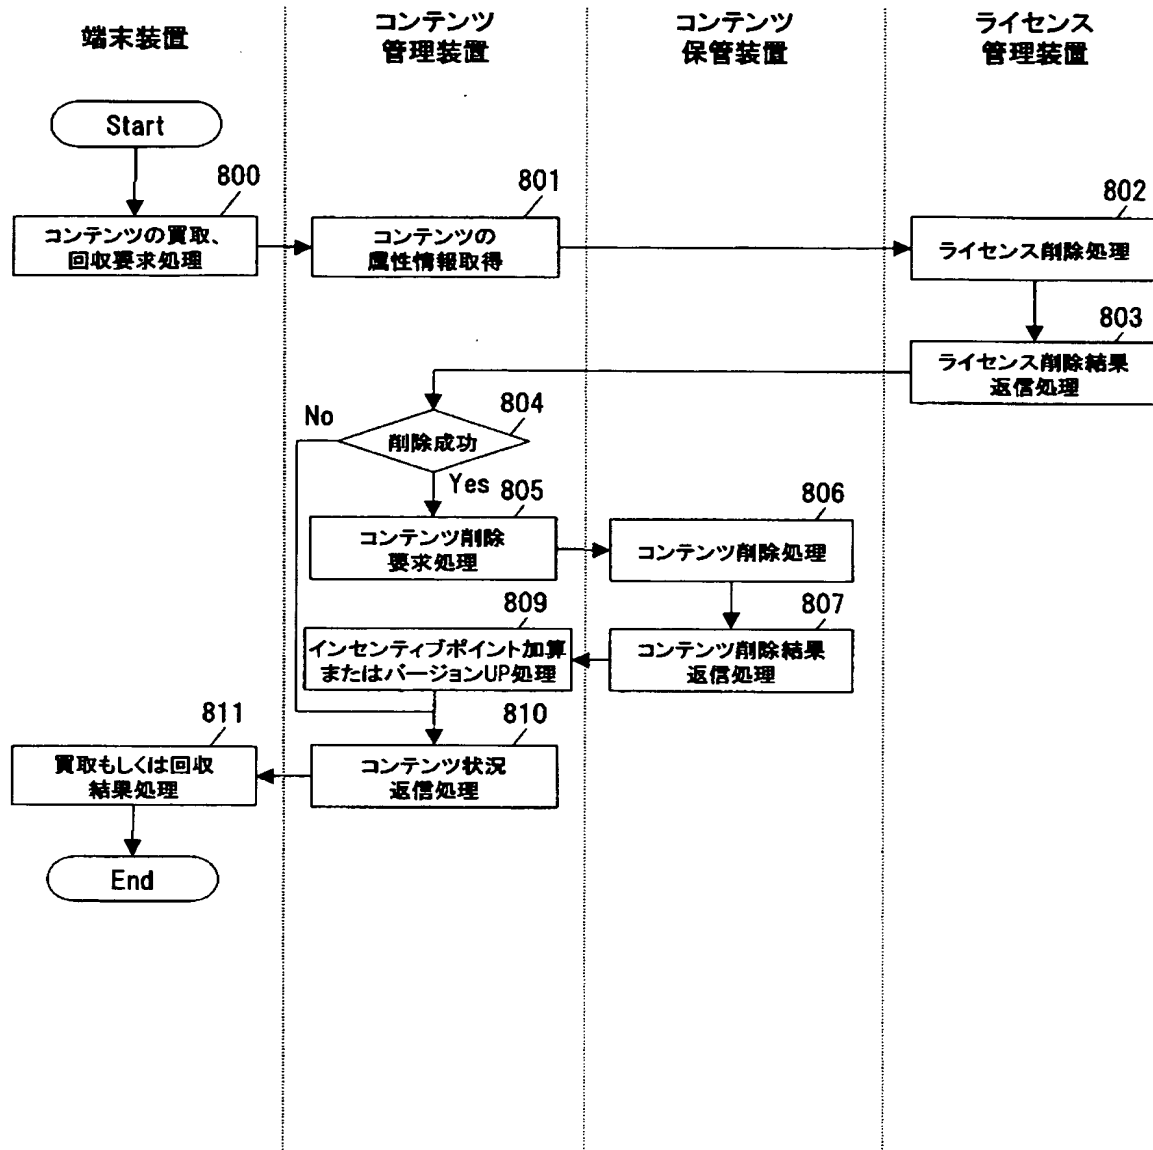 端末装置
コンテンツ
管理装置
コンテンツ
保管装置
ライセンス
管理装置
Start
800
コンテンツの買取、
回収要求処理
801
コンテンツの
属性情報取得
802
ライセンス削除処理
803
ライセンス削除結果
返信処理
804
No
削除成功
Yes
805
コンテンツ削除
要求処理
806
コンテンツ削除処理
807
コンテンツ削除結果
返信処理
809
インセンティブポイント加算
またはバージョンUP処理
810
コンテンツ状況
返信処理
811
買取もしくは回収
結果処理
End